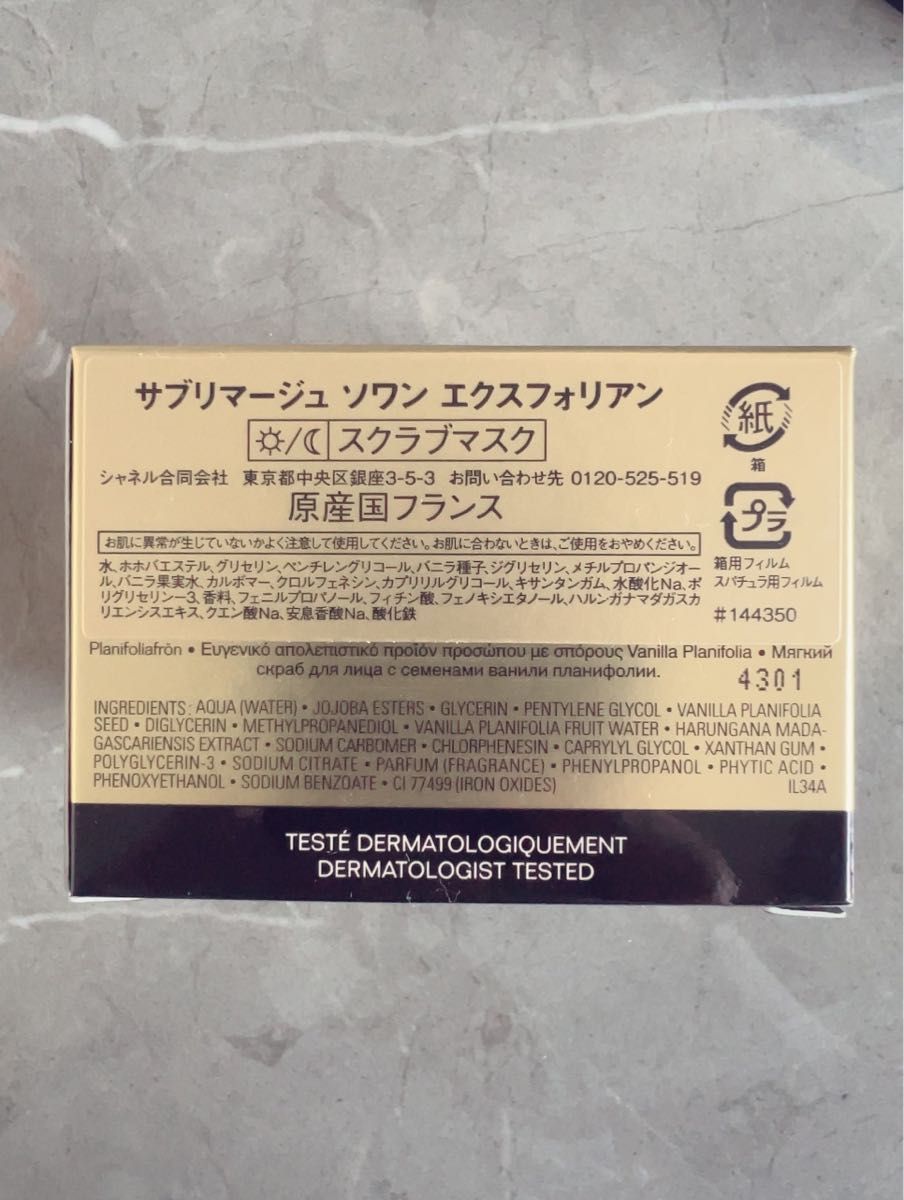 サブリマージュ ソワン エクスフォリアン
/ スクラブマスク
シャネル合同会社 東京都中央区銀座3-5-3 お問い合わせ先 0120-525-519
原産国フランス
お肌に異常が生じていないかよく注意して使用してください。お肌に合わないときは、ご使用をおやめください。
水、ホホバエステル、グリセリン、ペンチレングリコール、バニラ種子、ジグリセリン、メチルプロパンジオー
ル、バニラ果実水、カルボマー、クロルフェネシン、カプリリルグリコール、キサンタンガム、水酸化Na、ポ
リグリセリン-3、香料、フェニルプロパノール、フィチン酸、フェノキシエタノール、ハルンガナマダガスカ
リエンシスエキス、クエン酸Na、安息香酸Na、酸化鉄
紙
箱
プラ
箱用フィルム
スパチュラ用フィルム
#144350
Planifoliafrön • Ευγενικό απολεπιστικό προϊόν προσώπου με σπόρους Vanilla Planifolia • Мягкий
скраб для лица с семенами ванили планифолии.
4301
INGREDIENTS: AQUA (WATER) • JOJOBA ESTERS • GLYCERIN • PENTYLENE GLYCOL • VANILLA PLANIFOLIA
SEED • DIGLYCERIN • METHYLPROPANEDIOL • VANILLA PLANIFOLIA FRUIT WATER • HARUNGANA MADA-
GASCARIENSIS EXTRACT • SODIUM CARBOMER • CHLORPHENESIN • CAPRYLYL GLYCOL • XANTHAN GUM •
POLYGLYCERIN-3 • SODIUM CITRATE • PARFUM (FRAGRANCE) • PHENYLPROPANOL • PHYTIC ACID •
PHENOXYETHANOL • SODIUM BENZOATE • CI 77499 (IRON OXIDES) IL34A
TESTÉ DERMATOLOGIQUEMENT
DERMATOLOGIST TESTED